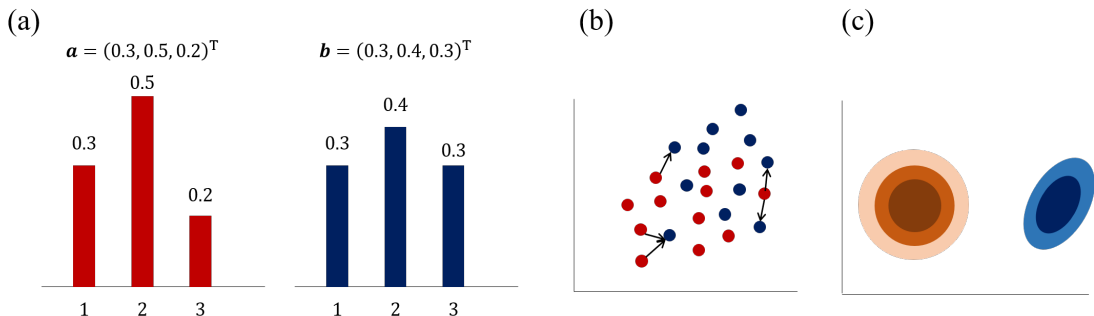 (a)
(b)
(c)
a = (0.3, 0.5, 0.2)ᵀ
b = (0.3, 0.4, 0.3)ᵀ
0.3
0.5
0.2
0.3
0.4
0.3
1 2 3
1 2 3